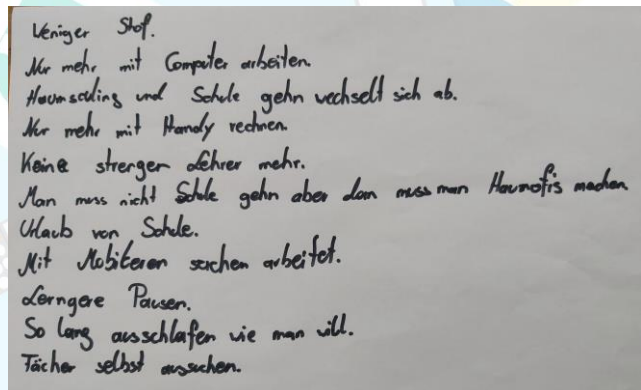 Weniger Stof.
Nur mehr mit Computer arbeiten.
Haumscling und Schule gehn wechselt sich ab.
Nur mehr mit Handy rechnen.
Keine strenger Lehrer mehr.
Man muss nicht Schule gehn aber dan muss man Haumofis machen.
Urlaub von Schule.
Mit Mobileren sachen arbeitet.
Lerngere Pausen.
So lang ausschlafen wie man will.
Fächer selbst aussuchen.